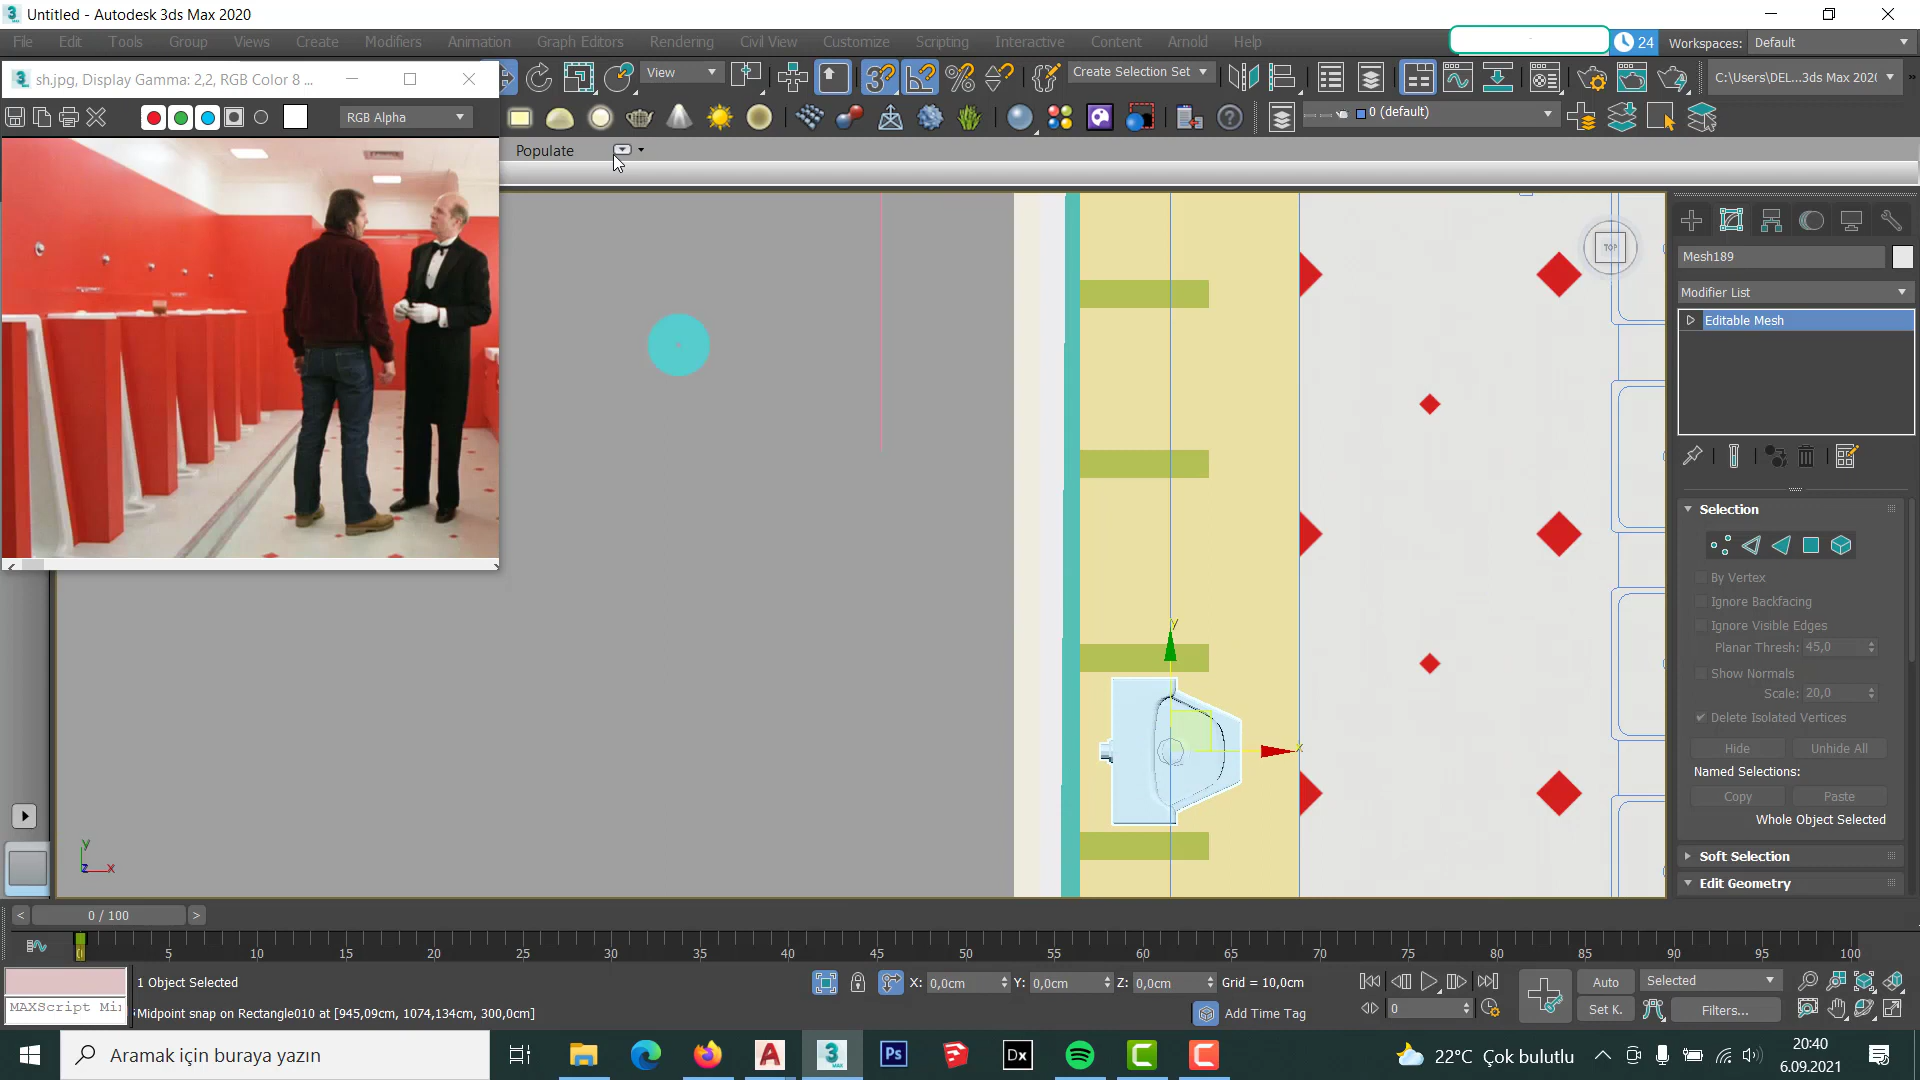 Untitled - Autodesk 3ds Max 2020
File Edit Tools Group Views Create Modifiers Animation Graph Editors Rendering Civil View Customize Scripting Interactive Content Arnold Help
24 Workspaces: Default
sh.jpg, Display Gamma: 2,2, RGB Color 8 ...
View
Create Selection Set
C:\Users\DEL...3ds Max 2020
RGB Alpha
0 (default)
Populate
TOP
Mesh189
Modifier List
Editable Mesh
Selection
By Vertex
Ignore Backfacing
Ignore Visible Edges
Planar Thresh: 45,0
Show Normals
Scale: 20,0
Delete Isolated Vertices
Hide Unhide All
Named Selections:
Copy Paste
Whole Object Selected
Soft Selection
Edit Geometry
y
x
y
z x
< 0 / 100 >
0 5 10 15 20 25 30 35 40 45 50 55 60 65 70 75 80 85 90 95 100
1 Object Selected
X: 0,0cm Y: 0,0cm Z: 0,0cm Grid = 10,0cm
Auto Selected
MAXScript Mi
Midpoint snap on Rectangle010 at [945,09cm, 1074,134cm, 300,0cm]
Add Time Tag
0
Set K. Filters...
Aramak için buraya yazın
Ps
Dx
22°C Çok bulutlu
20:40
6.09.2021